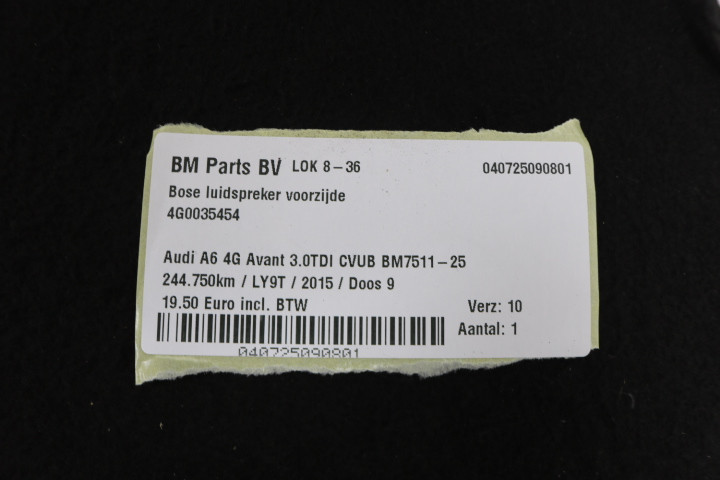 BM Parts BV LOK 8-36 040725090801
Bose luidspreker voorzijde
4G0035454
Audi A6 4G Avant 3.0TDI CVUB BM7511-25
244.750km / LY9T / 2015 / Doos 9
19.50 Euro incl. BTW Verz: 10
Aantal: 1
040725090801